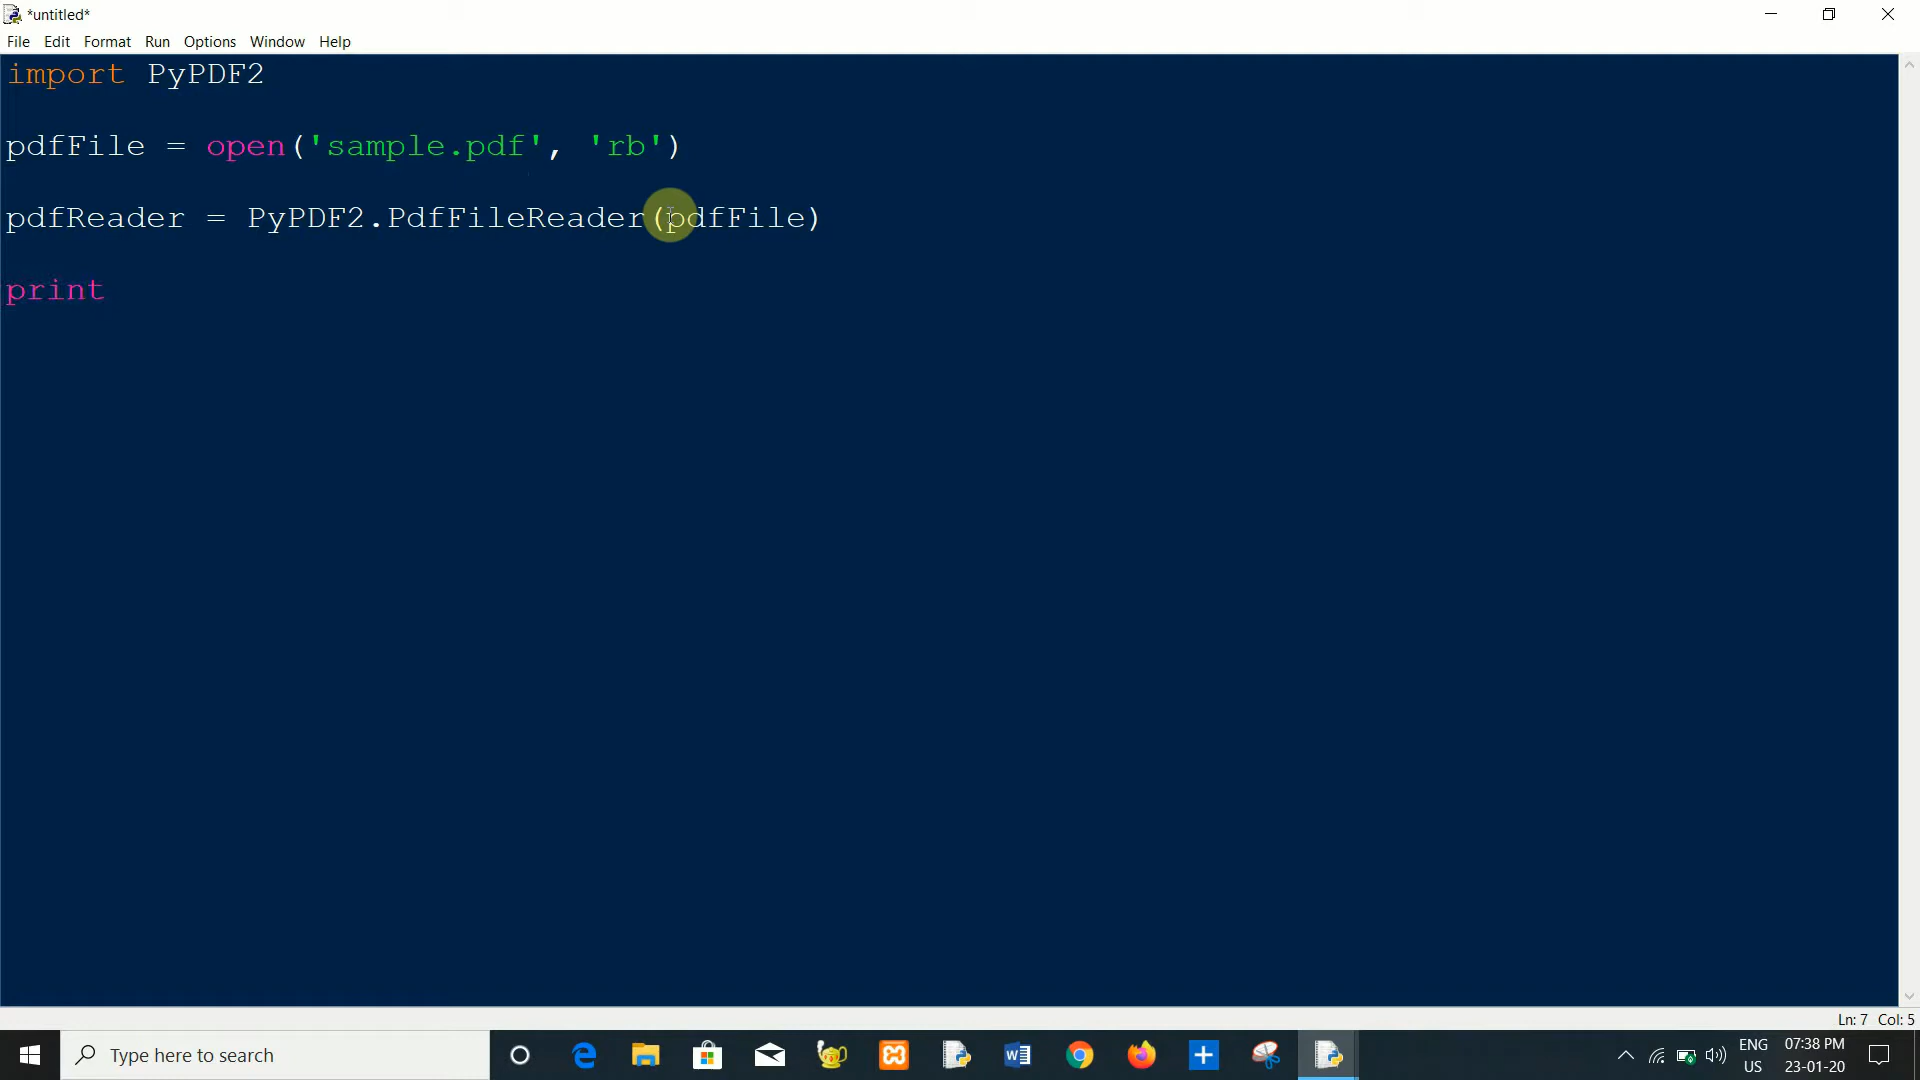 *untitled*
File Edit Format Run Options Window Help
import PyPDF2
pdfFile = open('sample.pdf', 'rb')
pdfReader = PyPDF2.PdfFileReader(pdfFile)
print
Ln: 7 Col: 5
Type here to search
ENG
US
07:38 PM
23-01-20